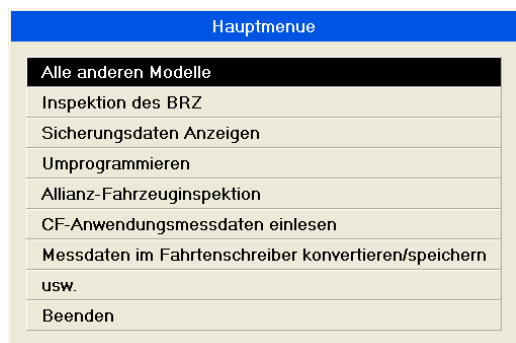 Hauptmenue
Alle anderen Modelle
Inspektion des BRZ
Sicherungsdaten Anzeigen
Umprogrammieren
Allianz-Fahrzeuginspektion
CF-Anwendungsmessdaten einlesen
Messdaten im Fahrtenschreiber konvertieren/speichern
usw.
Beenden